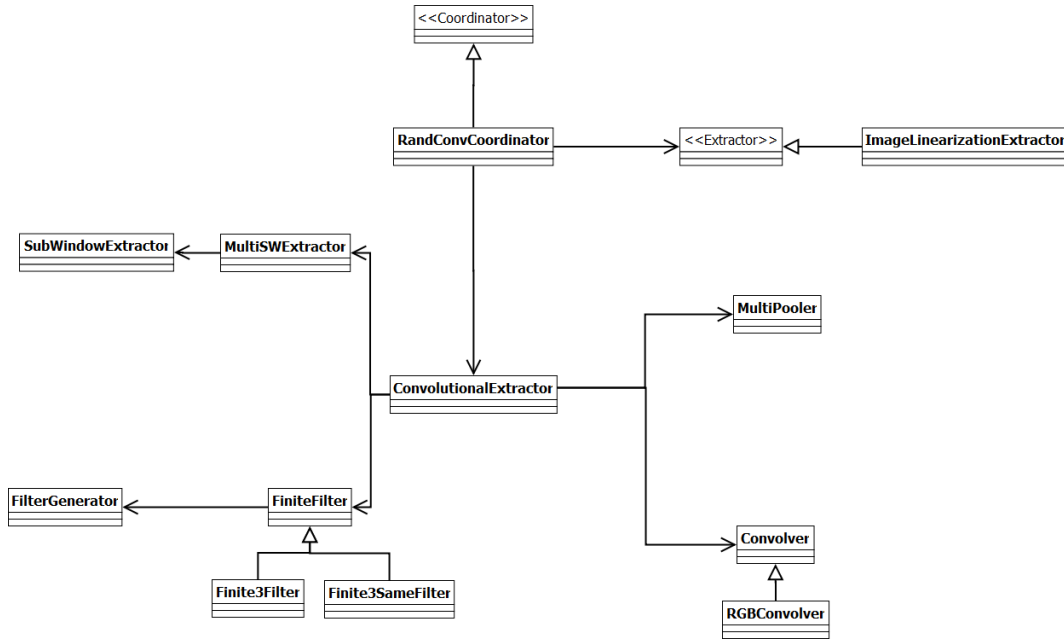 <<Coordinator>>
RandConvCoordinator
<<Extractor>>
ImageLinearizationExtractor
SubWindowExtractor
MultiSWExtractor
MultiPooler
ConvolutionalExtractor
FilterGenerator
FiniteFilter
Convolver
Finite3Filter
Finite3SameFilter
RGBConvolver